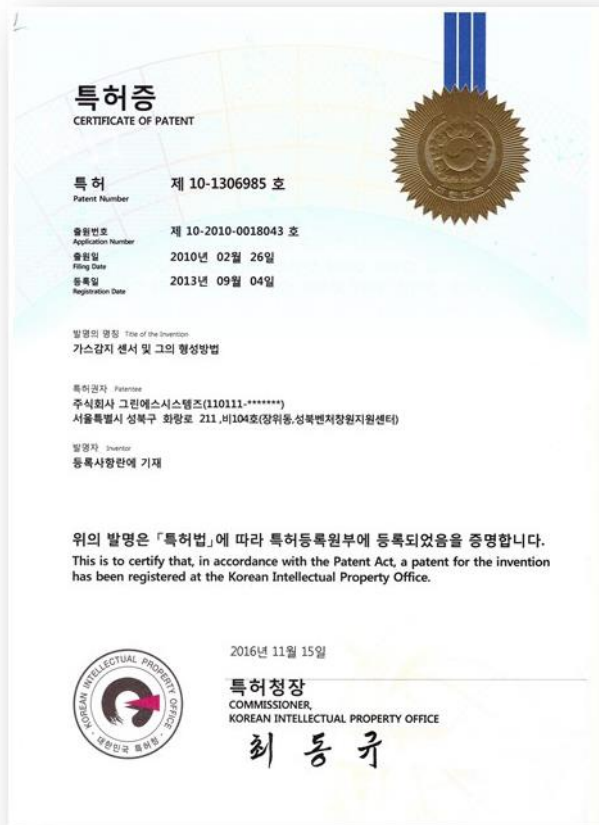 특허증
CERTIFICATE OF PATENT
특 허 제 10-1306985 호
Patent Number
출원번호 제 10-2010-0018043 호
Application Number
출원일 2010년 02월 26일
Filing Date
등록일 2013년 09월 04일
Registration Date
발명의 명칭 Title of the Invention
가스감지 센서 및 그의 형성방법
특허권자 Patentee
주식회사 그린에스시스템즈(110111-*******)
서울특별시 성북구 화랑로 211 ,비104호(장위동,성북벤처창원지원센터)
발명자 Inventor
등록사항란에 기재
위의 발명은 「특허법」에 따라 특허등록원부에 등록되었음을 증명합니다.
This is to certify that, in accordance with the Patent Act, a patent for the invention
has been registered at the Korean Intellectual Property Office.
2016년 11월 15일
특허청장
COMMISSIONER,
KOREAN INTELLECTUAL PROPERTY OFFICE
최 동 규
KOREAN INTELLECTUAL PROPERTY OFFICE
대한민국 특허청